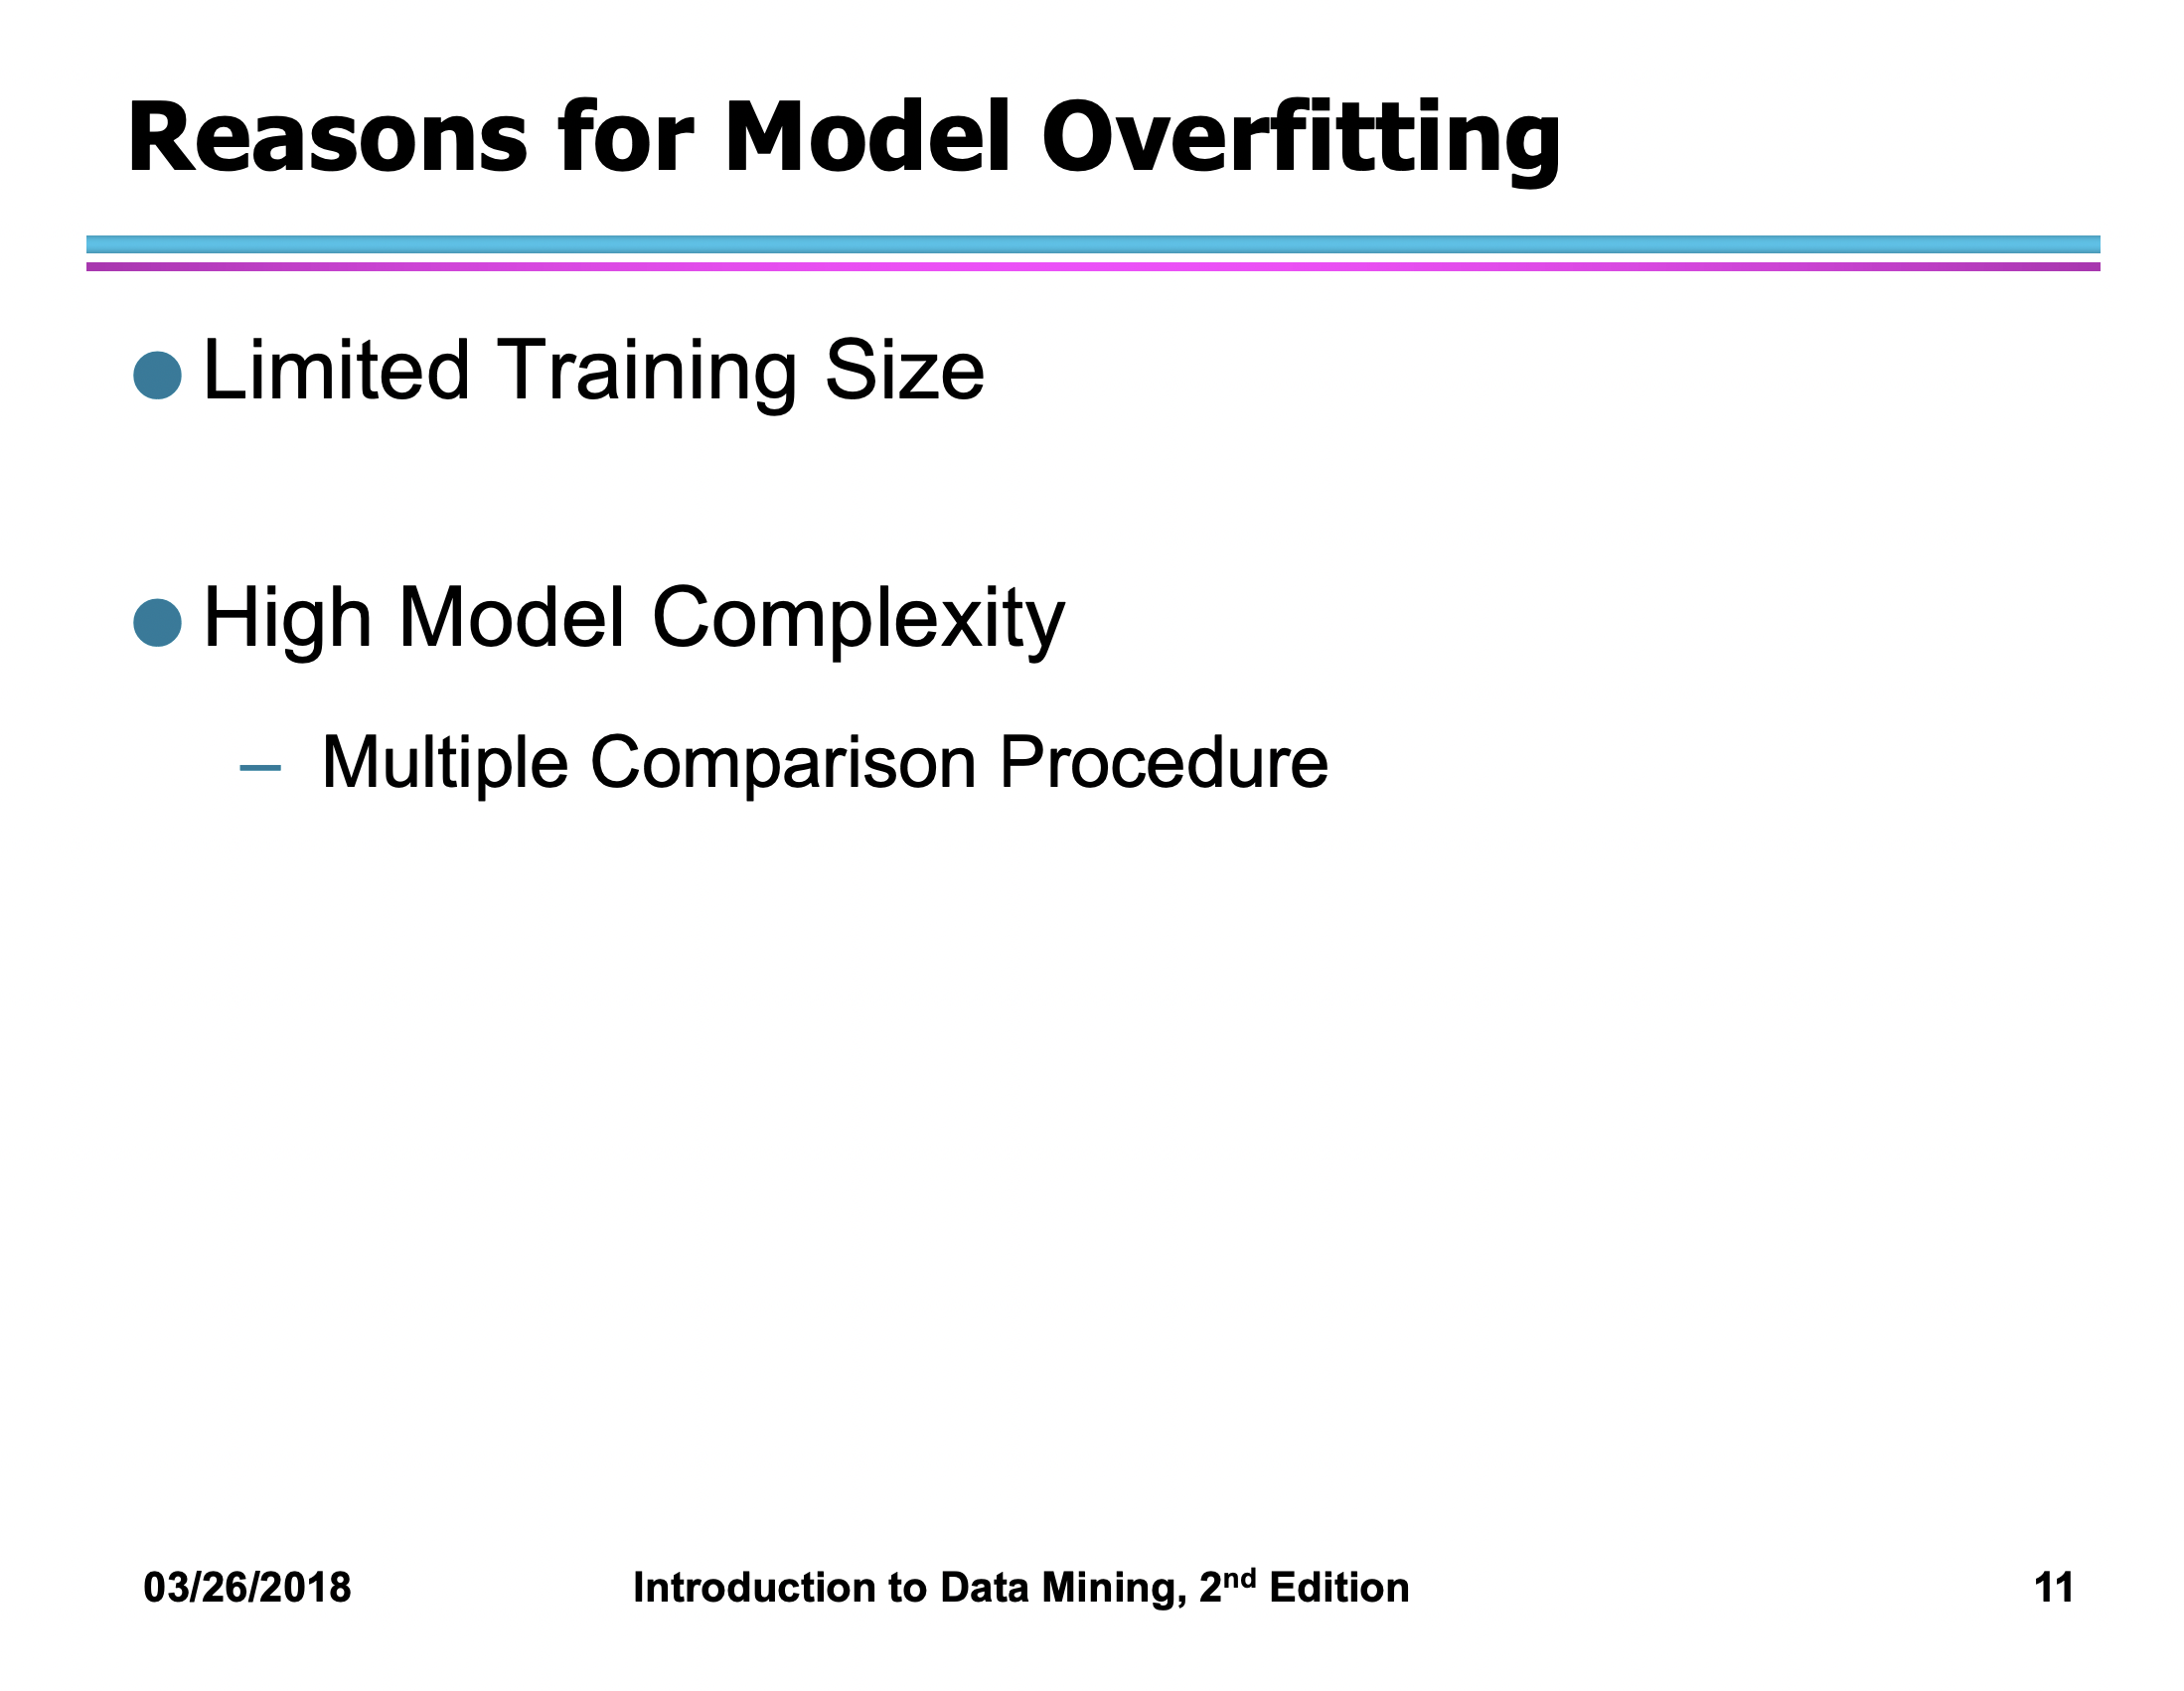 Reasons for Model Overfitting
● Limited Training Size
● High Model Complexity
– Multiple Comparison Procedure
03/26/2018 Introduction to Data Mining, 2nd Edition 11